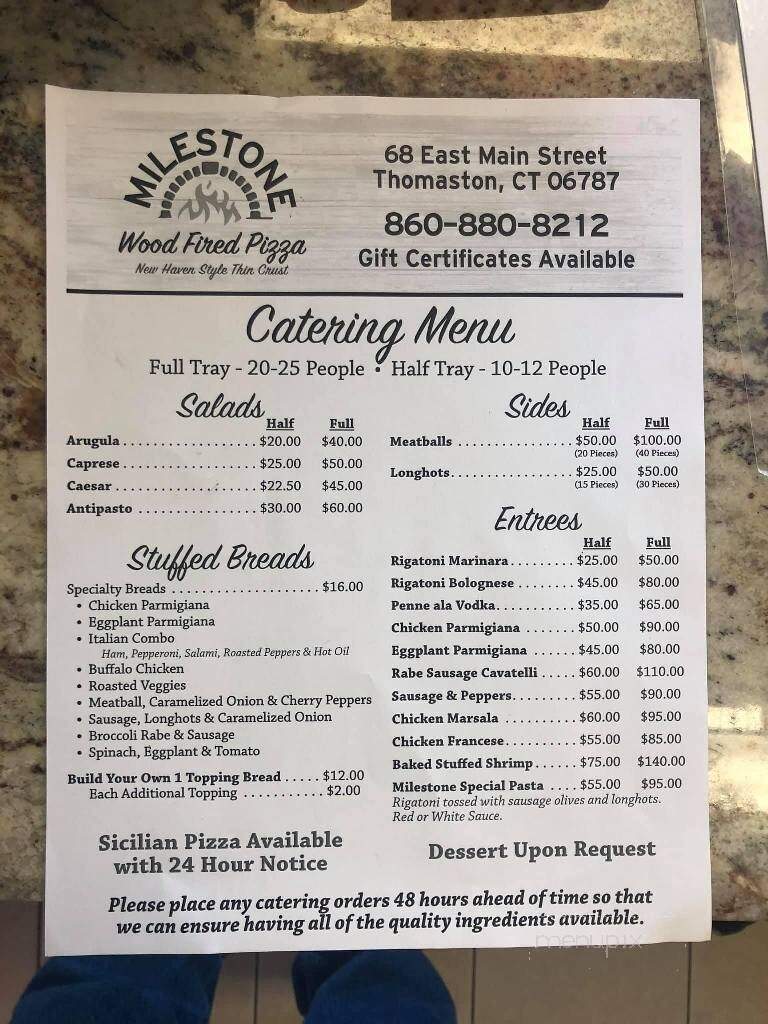 MILESTONE
Wood Fired Pizza
New Haven Style Thin Crust
68 East Main Street
Thomaston, CT 06787
860-880-8212
Gift Certificates Available
Catering Menu
Full Tray - 20-25 People • Half Tray - 10-12 People
Salads
Half Full
Arugula . . . . . . . . . . . . . . . . . . $20.00 $40.00
Caprese . . . . . . . . . . . . . . . . . . $25.00 $50.00
Caesar . . . . . . . . . . . . . . . . . . . $22.50 $45.00
Antipasto . . . . . . . . . . . . . . . . $30.00 $60.00
Stuffed Breads
Specialty Breads . . . . . . . . . . . . . . . . . . . $16.00
• Chicken Parmigiana
• Eggplant Parmigiana
• Italian Combo
Ham, Pepperoni, Salami, Roasted Peppers & Hot Oil
• Buffalo Chicken
• Roasted Veggies
• Meatball, Caramelized Onion & Cherry Peppers
• Sausage, Longhots & Caramelized Onion
• Broccoli Rabe & Sausage
• Spinach, Eggplant & Tomato
Build Your Own 1 Topping Bread . . . . . $12.00
Each Additional Topping . . . . . . . . . . . $2.00
Sicilian Pizza Available
with 24 Hour Notice
Sides
Half Full
Meatballs . . . . . . . . . . . . . . . . $50.00 $100.00
(20 Pieces) (40 Pieces)
Longhots. . . . . . . . . . . . . . . . . $25.00 $50.00
(15 Pieces) (30 Pieces)
Entrees
Half Full
Rigatoni Marinara . . . . . . . . . $25.00 $50.00
Rigatoni Bolognese . . . . . . . . $45.00 $80.00
Penne ala Vodka. . . . . . . . . . . $35.00 $65.00
Chicken Parmigiana . . . . . . . $50.00 $90.00
Eggplant Parmigiana . . . . . . $45.00 $80.00
Rabe Sausage Cavatelli . . . . . $60.00 $110.00
Sausage & Peppers. . . . . . . . . $55.00 $90.00
Chicken Marsala . . . . . . . . . . $60.00 $95.00
Chicken Francese. . . . . . . . . . $55.00 $85.00
Baked Stuffed Shrimp . . . . . . $75.00 $140.00
Milestone Special Pasta . . . . $55.00 $95.00
Rigatoni tossed with sausage olives and longhots.
Red or White Sauce.
Dessert Upon Request
Please place any catering orders 48 hours ahead of time so that
we can ensure having all of the quality ingredients available.
menupix